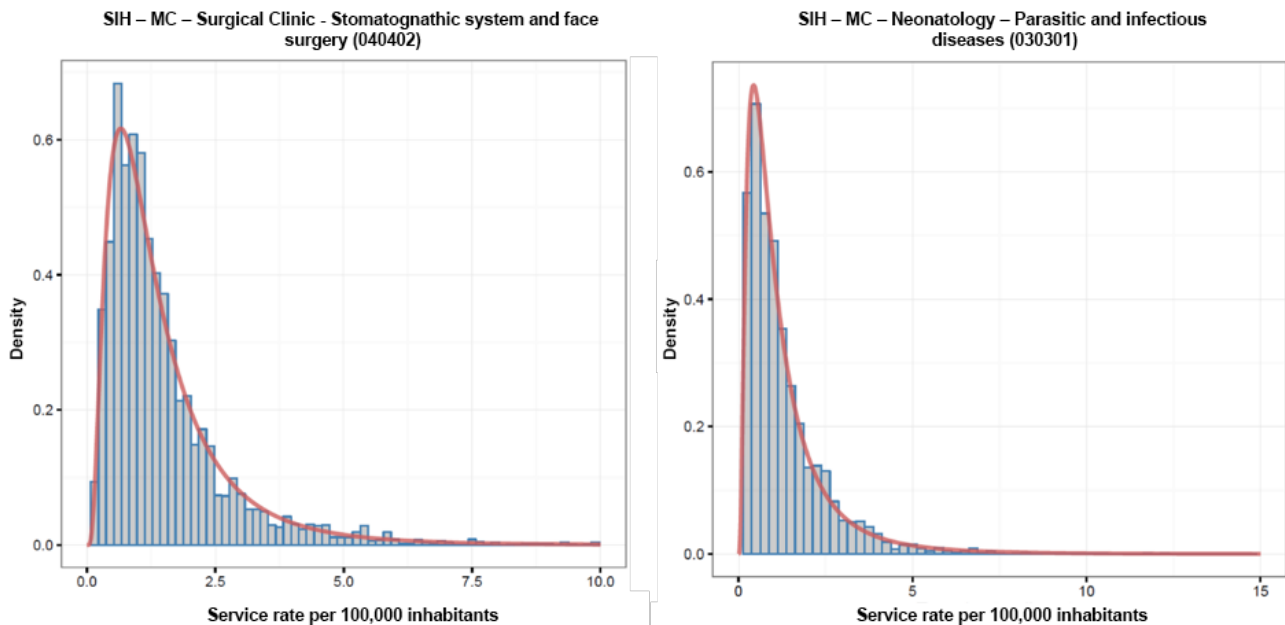 SIH – MC – Surgical Clinic - Stomatognathic system and face
surgery (040402)
0.6
0.4
0.2
0.0
Density
0.0 2.5 5.0 7.5 10.0
Service rate per 100,000 inhabitants
SIH – MC – Neonatology – Parasitic and infectious
diseases (030301)
0.6
0.4
0.2
0.0
Density
0 5 10 15
Service rate per 100,000 inhabitants